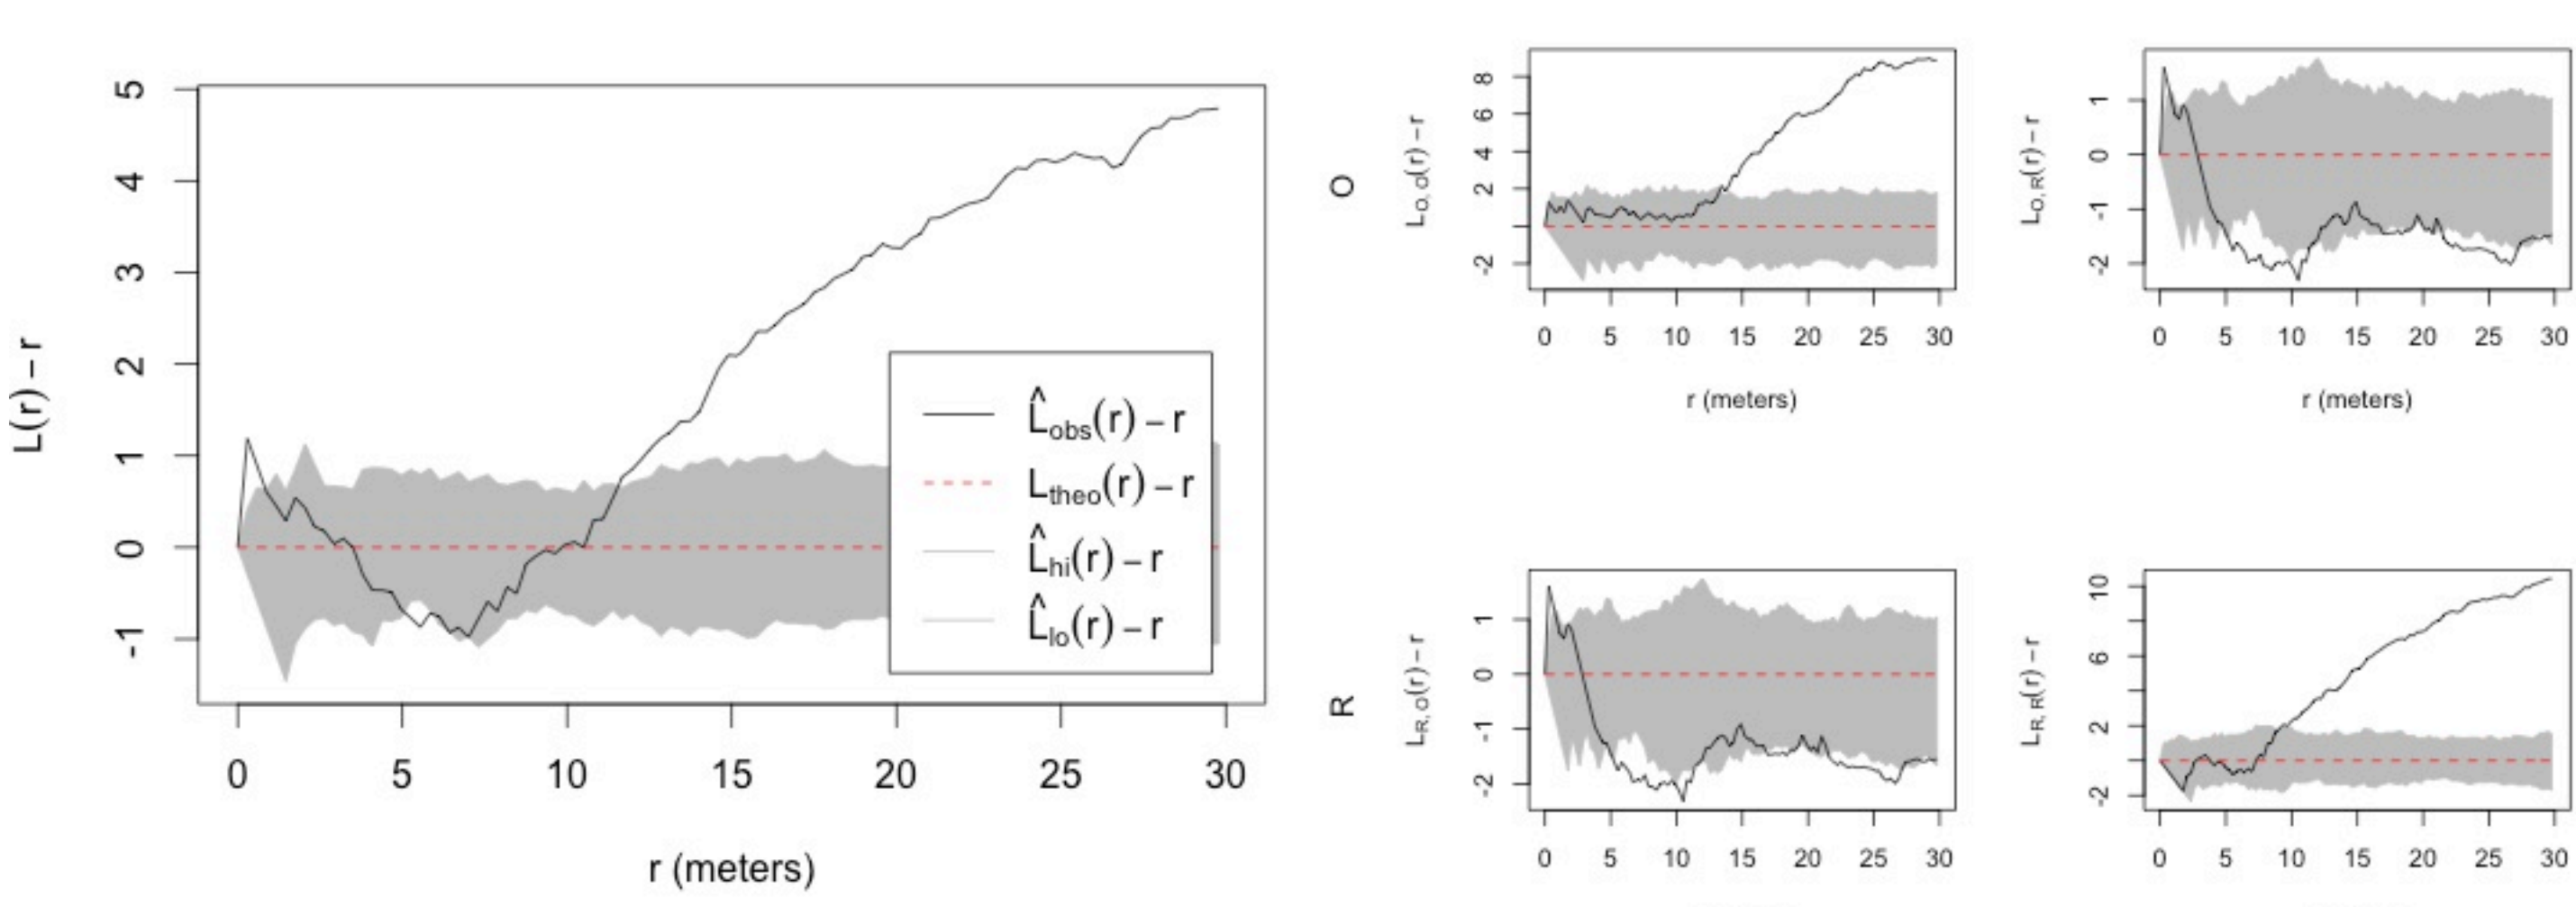 5
4
3
2
1
0
-1
L(r) – r
L̂obs(r) – r
Ltheo(r) – r
L̂hi(r) – r
L̂lo(r) – r
0 5 10 15 20 25 30
r (meters)
O
LO, O(r) – r
8
6
4
2
-2
0 5 10 15 20 25 30
r (meters)
LO, R(r) – r
1
0
-1
-2
0 5 10 15 20 25 30
r (meters)
R
LR, O(r) – r
1
0
-1
-2
0 5 10 15 20 25 30
LR, R(r) – r
10
6
2
-2
0 5 10 15 20 25 30